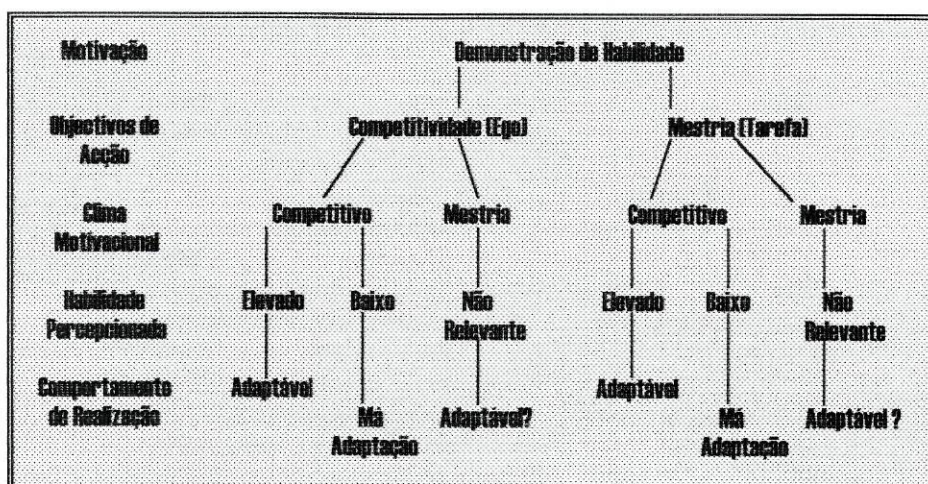 Motivação Demonstração de Habilidade
Objectivos de Competitividade (Ego) Mestria (Tarefa)
Acção
Clima Competitivo Mestria Competitivo Mestria
Motivacional
Habilidade Elevado Baixo Não Elevado Baixo Não
Percepcionada Relevante Relevante
Comportamento Adaptável Adaptável
de Realização Má Adaptável? Má Adaptável ?
Adaptação Adaptação